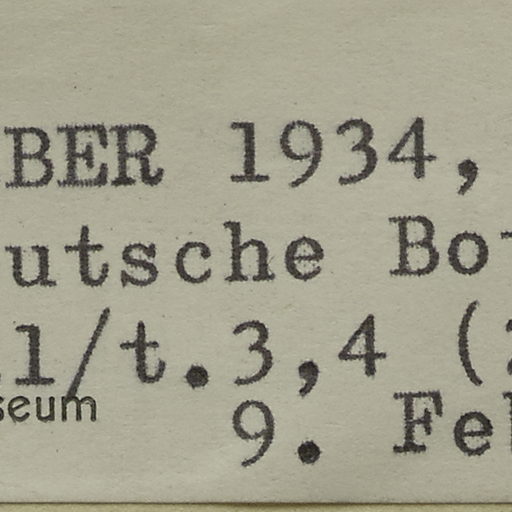 BER 1934,
utsche Bo
1/t.3,4 (
seum
9. Fe